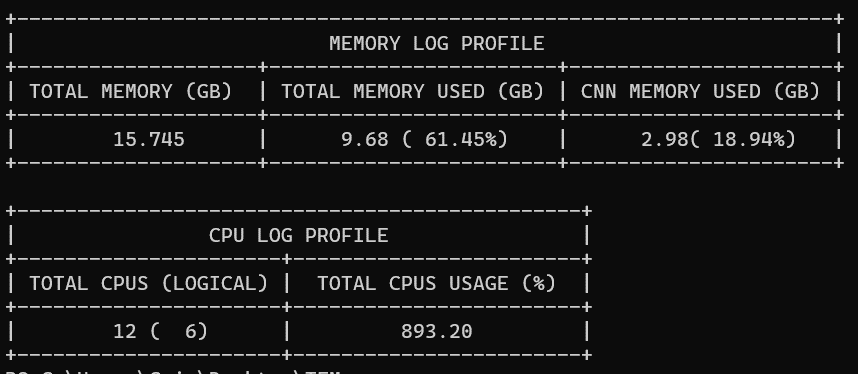 MEMORY LOG PROFILE
| TOTAL MEMORY (GB) | TOTAL MEMORY USED (GB) | CNN MEMORY USED (GB) |
| 15.745 | 9.68 ( 61.45%) | 2.98( 18.94%) |
CPU LOG PROFILE
| TOTAL CPUS (LOGICAL) | TOTAL CPUS USAGE (%) |
| 12 (  6) | 893.20 |